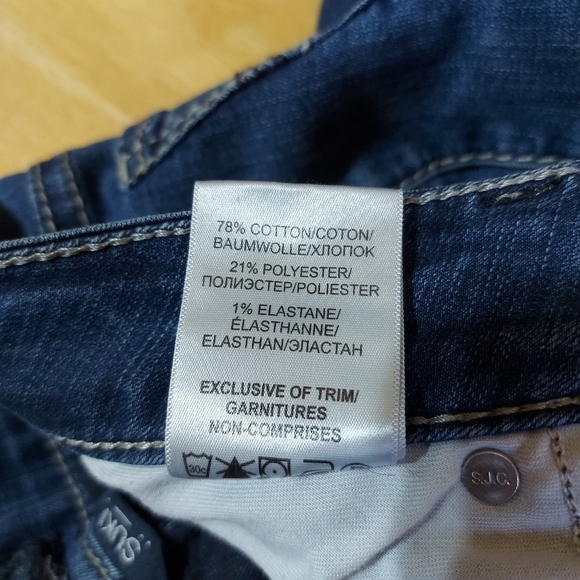 78% COTTON/COTON/
BAUMWOLLE/ХЛОПОК
21% POLYESTER/
ПОЛИЭСТЕР/POLIESTER
1% ELASTANE/
ÉLASTHANNE/
ELASTHAN/ЭЛАСТАН
EXCLUSIVE OF TRIM/
GARNITURES
NON-COMPRISES
30c
S.J.C.